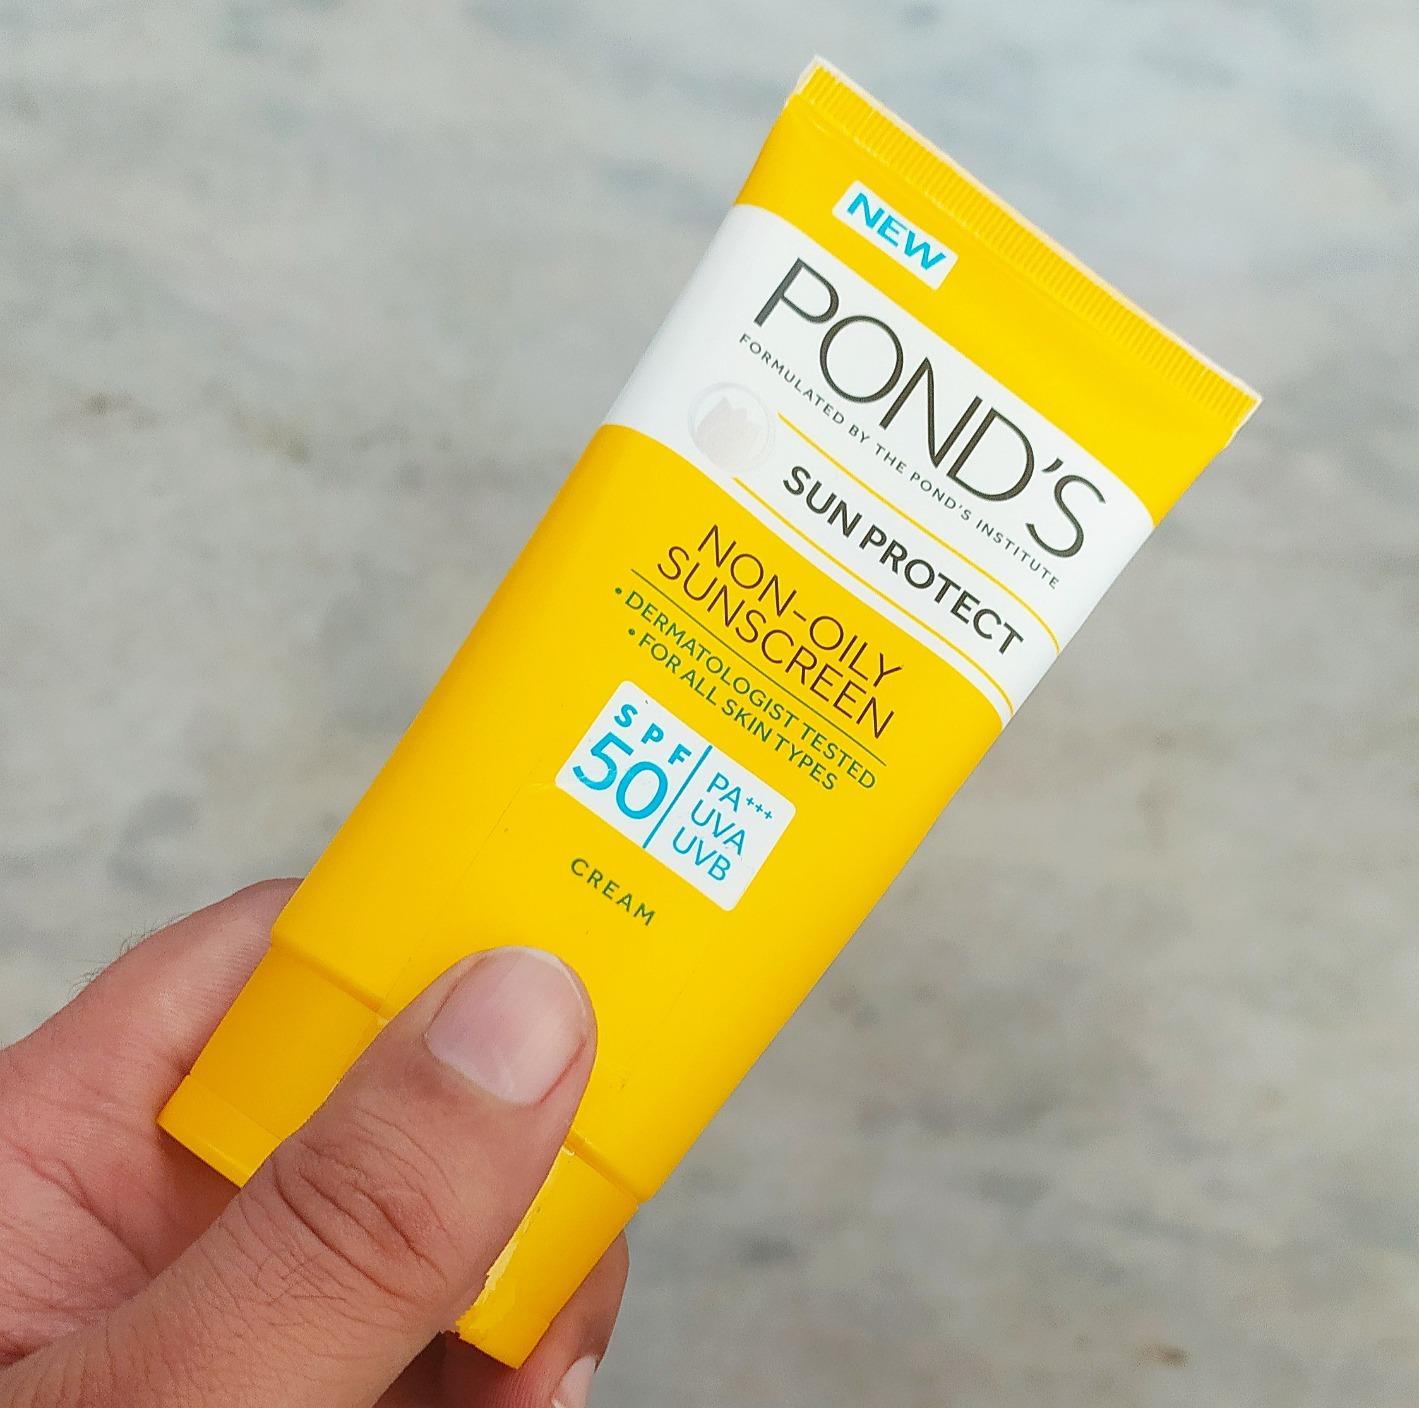 NEW
POND'S
FORMULATED BY THE POND'S INSTITUTE
SUN PROTECT
NON-OILY
SUNSCREEN
• DERMATOLOGIST TESTED
• FOR ALL SKIN TYPES
SPF
50
PA+++
UVA
UVB
CREAM